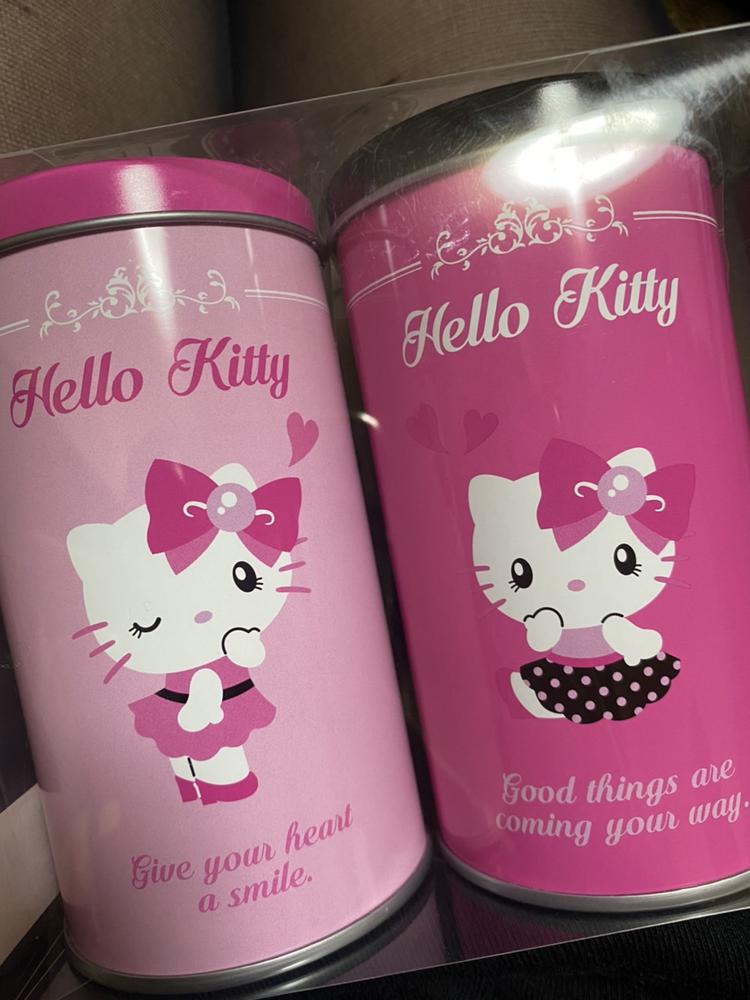 Hello Kitty
Give your heart
a smile.
Hello Kitty
Good things are
coming your way.